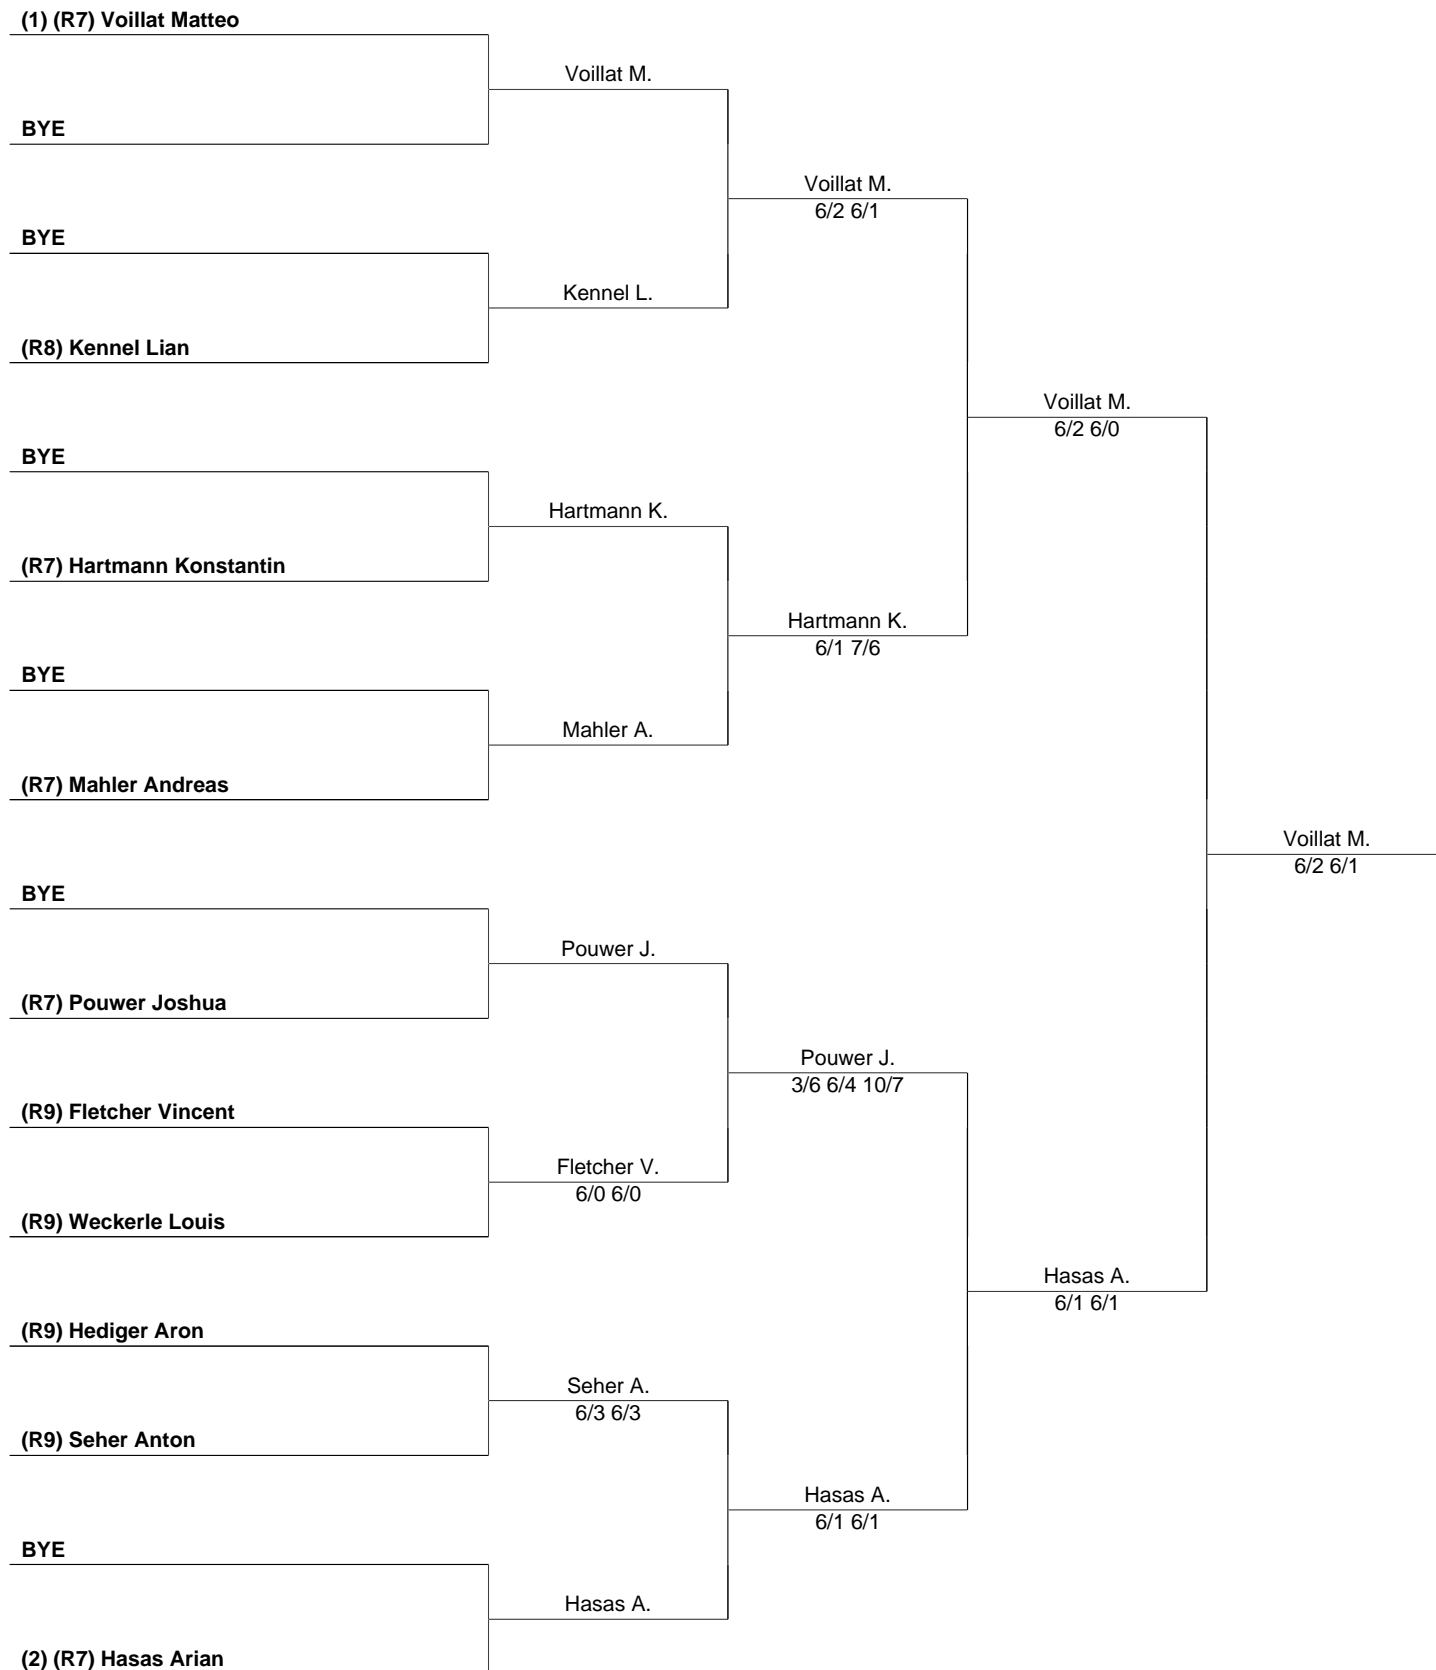 (1) (R7) Voillat Matteo
Voillat M.
BYE
Voillat M.
6/2 6/1
BYE
Kennel L.
(R8) Kennel Lian
Voillat M.
6/2 6/0
BYE
Hartmann K.
(R7) Hartmann Konstantin
Hartmann K.
6/1 7/6
BYE
Mahler A.
(R7) Mahler Andreas
Voillat M.
6/2 6/1
BYE
Pouwer J.
(R7) Pouwer Joshua
Pouwer J.
3/6 6/4 10/7
(R9) Fletcher Vincent
Fletcher V.
6/0 6/0
(R9) Weckerle Louis
Hasas A.
6/1 6/1
(R9) Hediger Aron
Seher A.
6/3 6/3
(R9) Seher Anton
Hasas A.
6/1 6/1
BYE
Hasas A.
(2) (R7) Hasas Arian